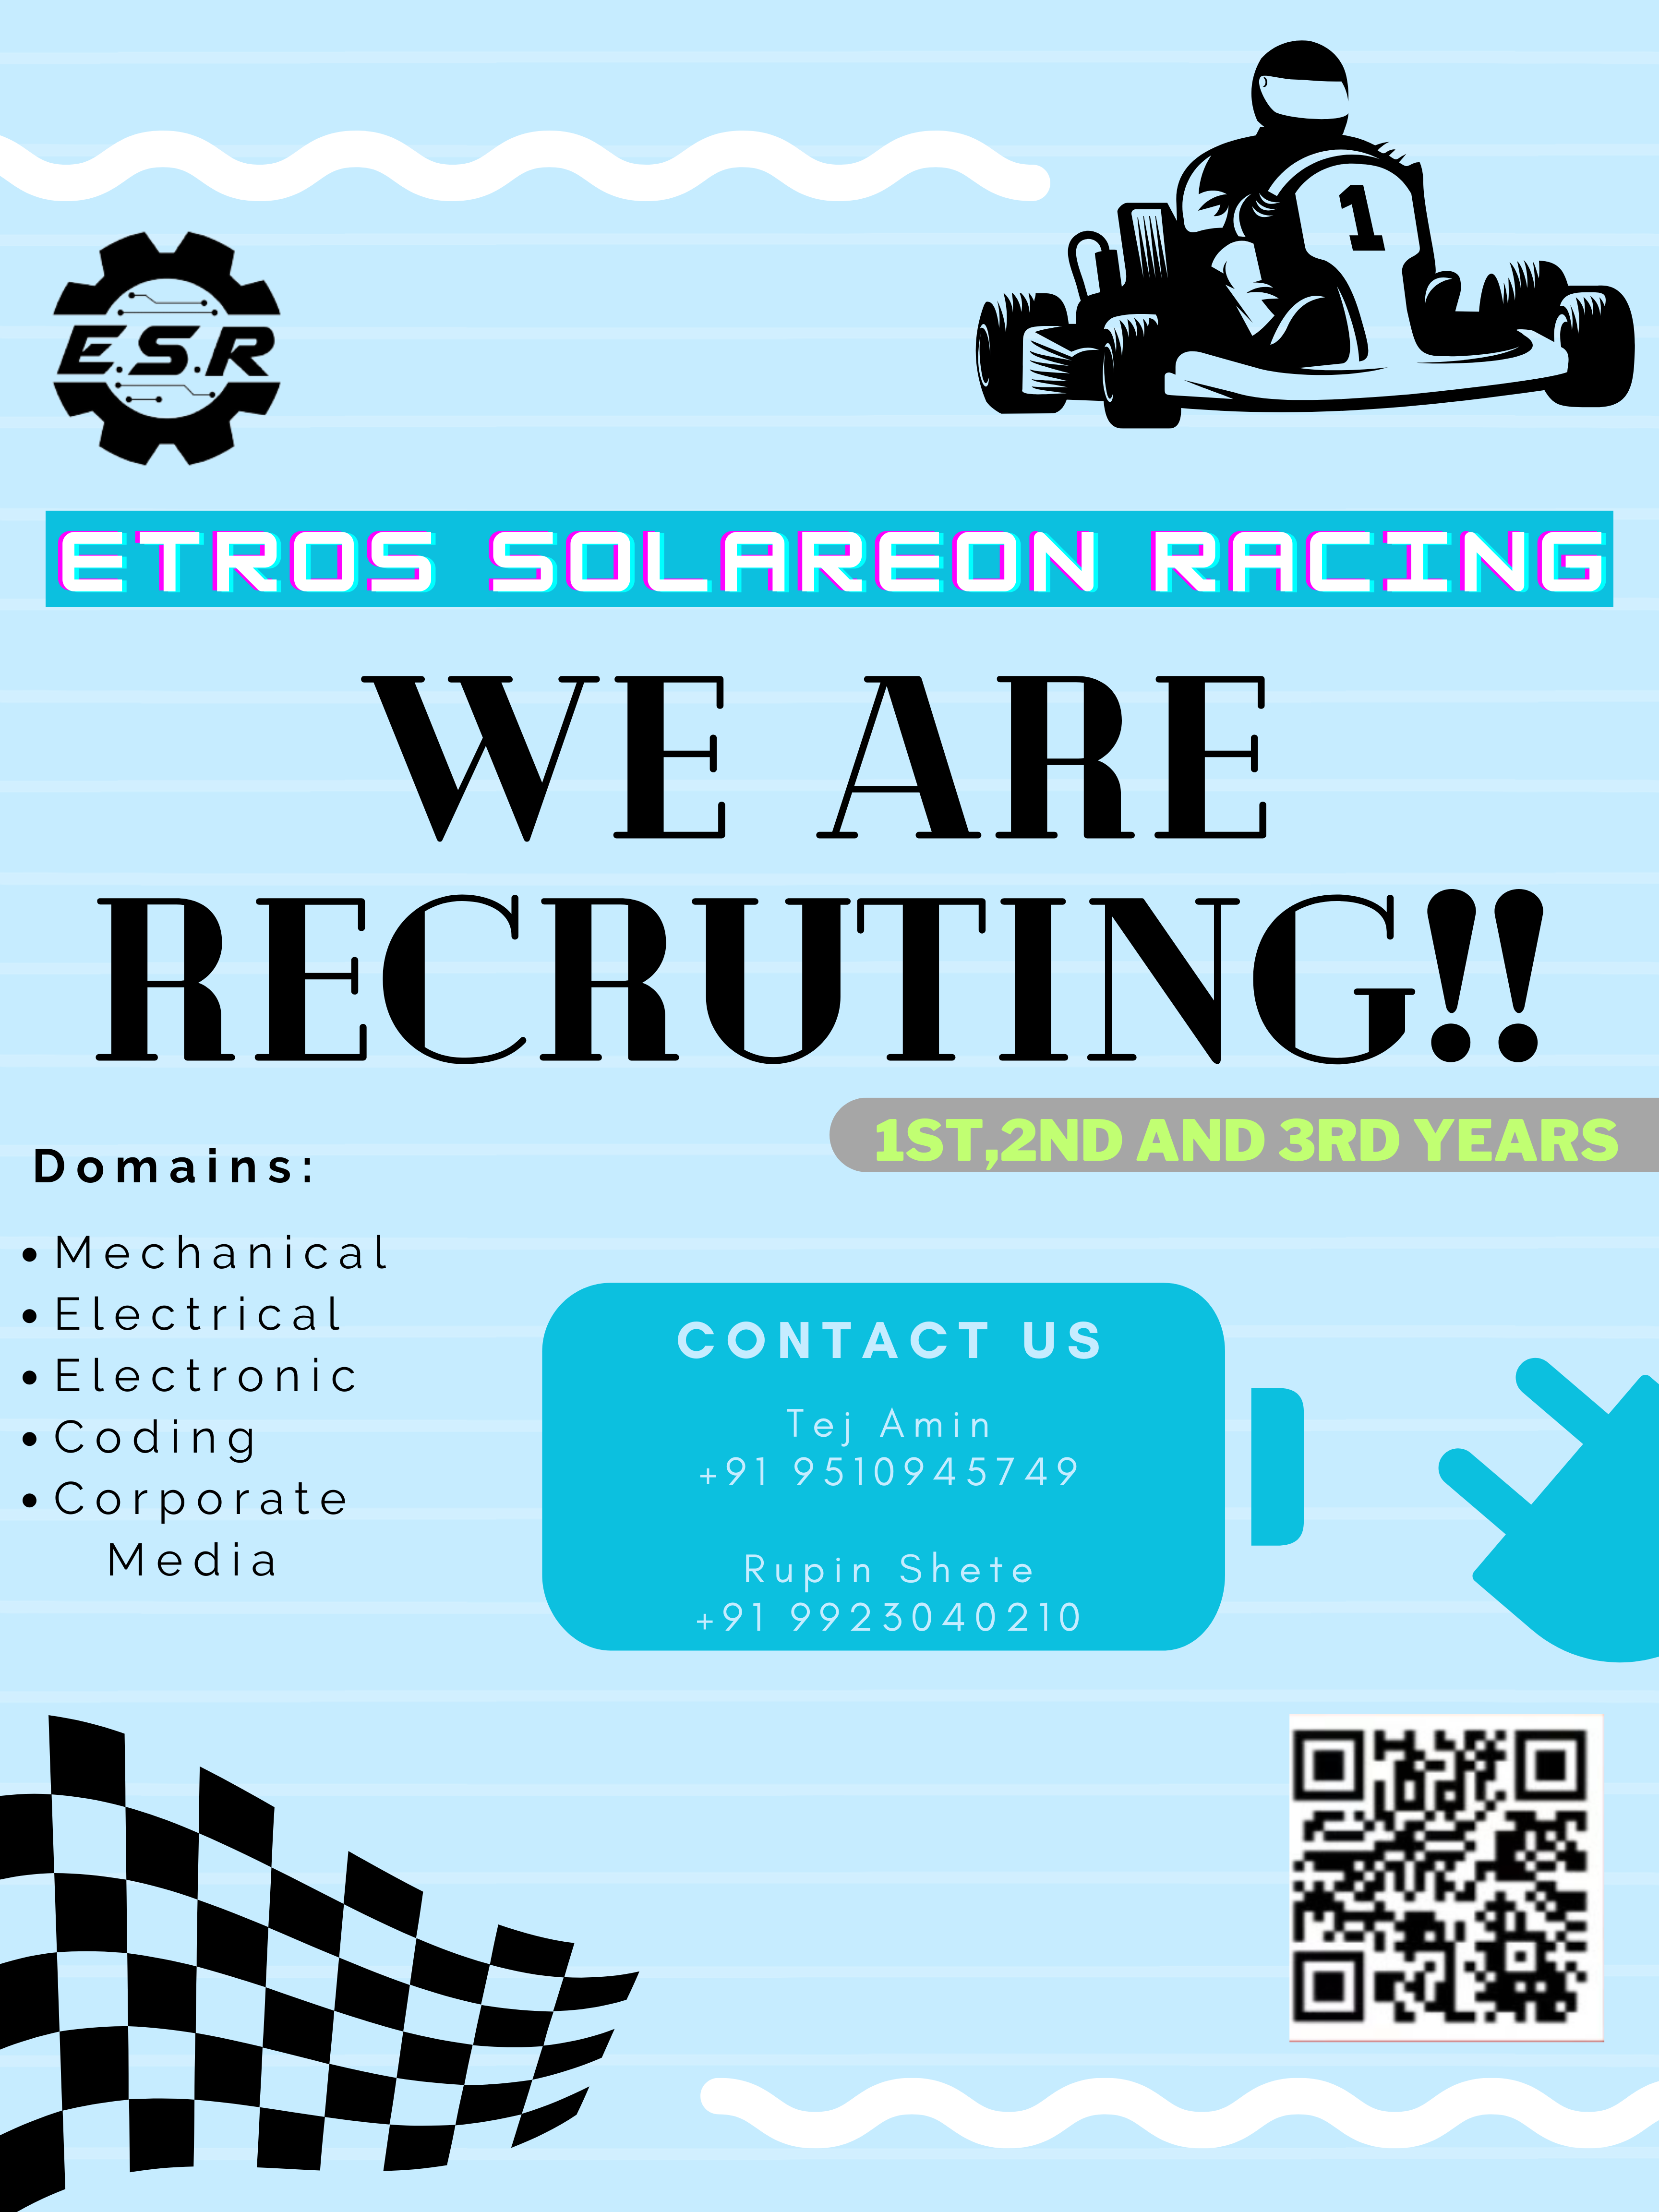 1
E.S.R
ETROS SOLAREON RACING
WE ARE
RECRUTING!!
1ST,2ND AND 3RD YEARS
Domains:
• Mechanical
• Electrical
• Electronic
• Coding
• Corporate
Media
CONTACT US
Tej Amin
+91 9510945749
Rupin Shete
+91 9923040210